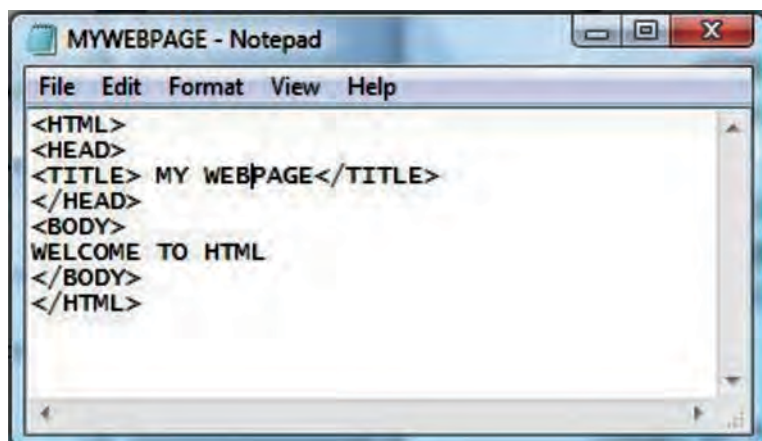 MYWEBPAGE - Notepad
File Edit Format View Help
<HTML>
<HEAD>
<TITLE> MY WEBPAGE</TITLE>
</HEAD>
<BODY>
WELCOME TO HTML
</BODY>
</HTML>